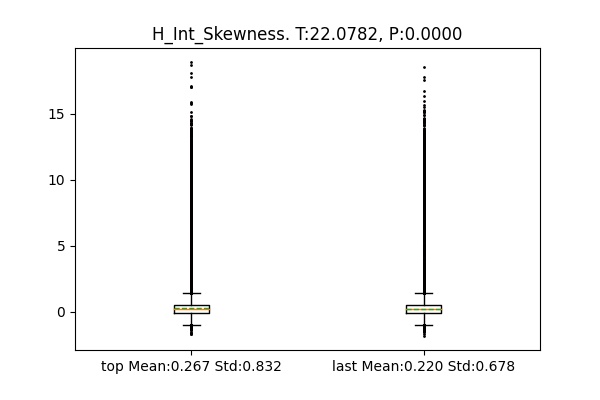 H_Int_Skewness. T:22.0782, P:0.0000
15
10
5
0
top Mean:0.267 Std:0.832
last Mean:0.220 Std:0.678